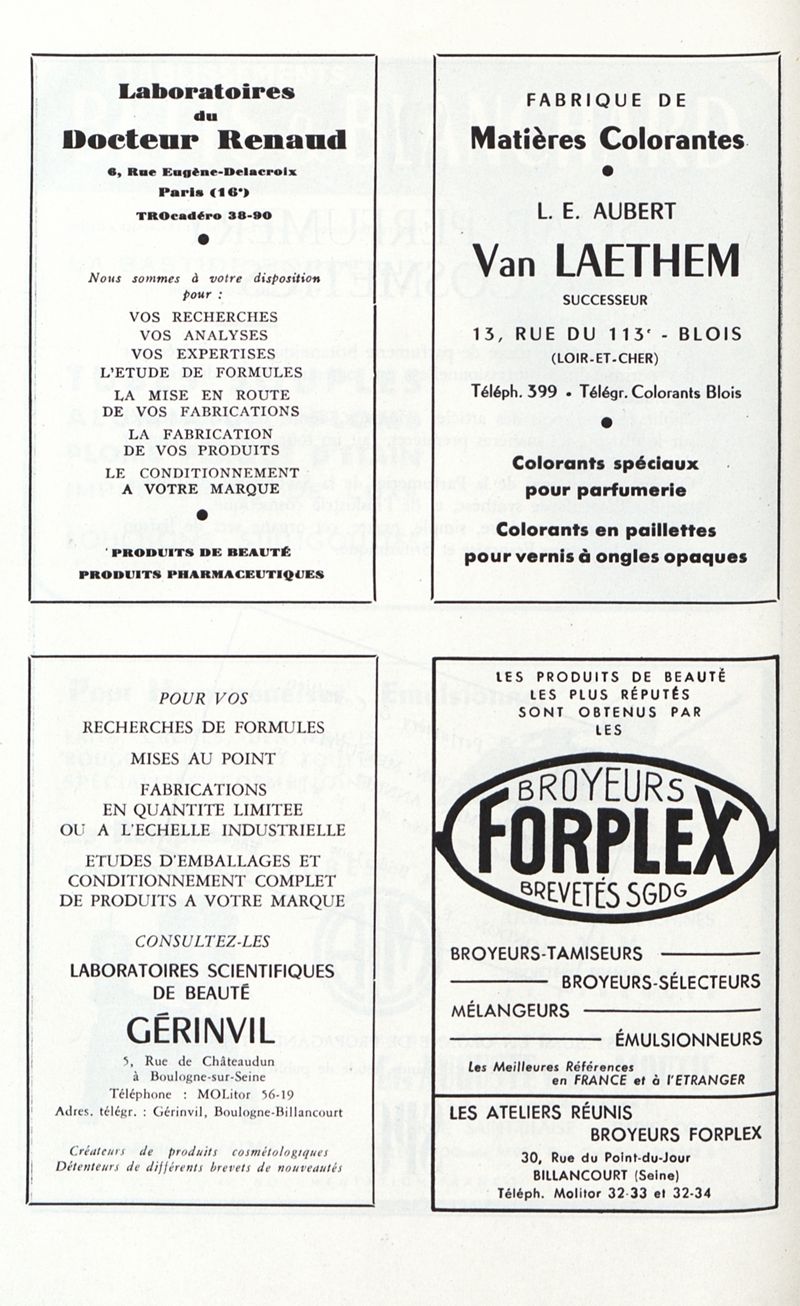 Laboratoires
du
Docteur Renaud
6, Rue Eugène-Delacroix
Paris (16e)
TROcadéro 38-90
●
Nous sommes à votre disposition
pour :
VOS RECHERCHES
VOS ANALYSES
VOS EXPERTISES
L'ETUDE DE FORMULES
LA MISE EN ROUTE
DE VOS FABRICATIONS
LA FABRICATION
DE VOS PRODUITS
LE CONDITIONNEMENT
A VOTRE MARQUE
●
PRODUITS DE BEAUTÉ
PRODUITS PHARMACEUTIQUES
FABRIQUE DE
Matières Colorantes
●
L. E. AUBERT
Van LAETHEM
SUCCESSEUR
13, RUE DU 113e - BLOIS
(LOIR-ET-CHER)
Téléph. 399 • Télégr. Colorants Blois
●
Colorants spéciaux
pour parfumerie
Colorants en paillettes
pour vernis à ongles opaques
POUR VOS
RECHERCHES DE FORMULES
MISES AU POINT
FABRICATIONS
EN QUANTITE LIMITEE
OU A L'ECHELLE INDUSTRIELLE
ETUDES D'EMBALLAGES ET
CONDITIONNEMENT COMPLET
DE PRODUITS A VOTRE MARQUE
CONSULTEZ-LES
LABORATOIRES SCIENTIFIQUES
DE BEAUTÉ
GÉRINVIL
5, Rue de Châteaudun
à Boulogne-sur-Seine
Téléphone : MOLitor 56-19
Adres. télégr. : Gérinvil, Boulogne-Billancourt
Créateurs de produits cosmétologiques
Détenteurs de différents brevets de nouveautés
LES PRODUITS DE BEAUTÉ
LES PLUS RÉPUTÉS
SONT OBTENUS PAR
LES
BROYEURS
FORPLEX
BREVETÉS SGDG
BROYEURS-TAMISEURS
BROYEURS-SÉLECTEURS
MÉLANGEURS
ÉMULSIONNEURS
Les Meilleures Références
en FRANCE et à l'ETRANGER
LES ATELIERS RÉUNIS
BROYEURS FORPLEX
30, Rue du Point-du-Jour
BILLANCOURT (Seine)
Téléph. Molitor 32-33 et 32-34